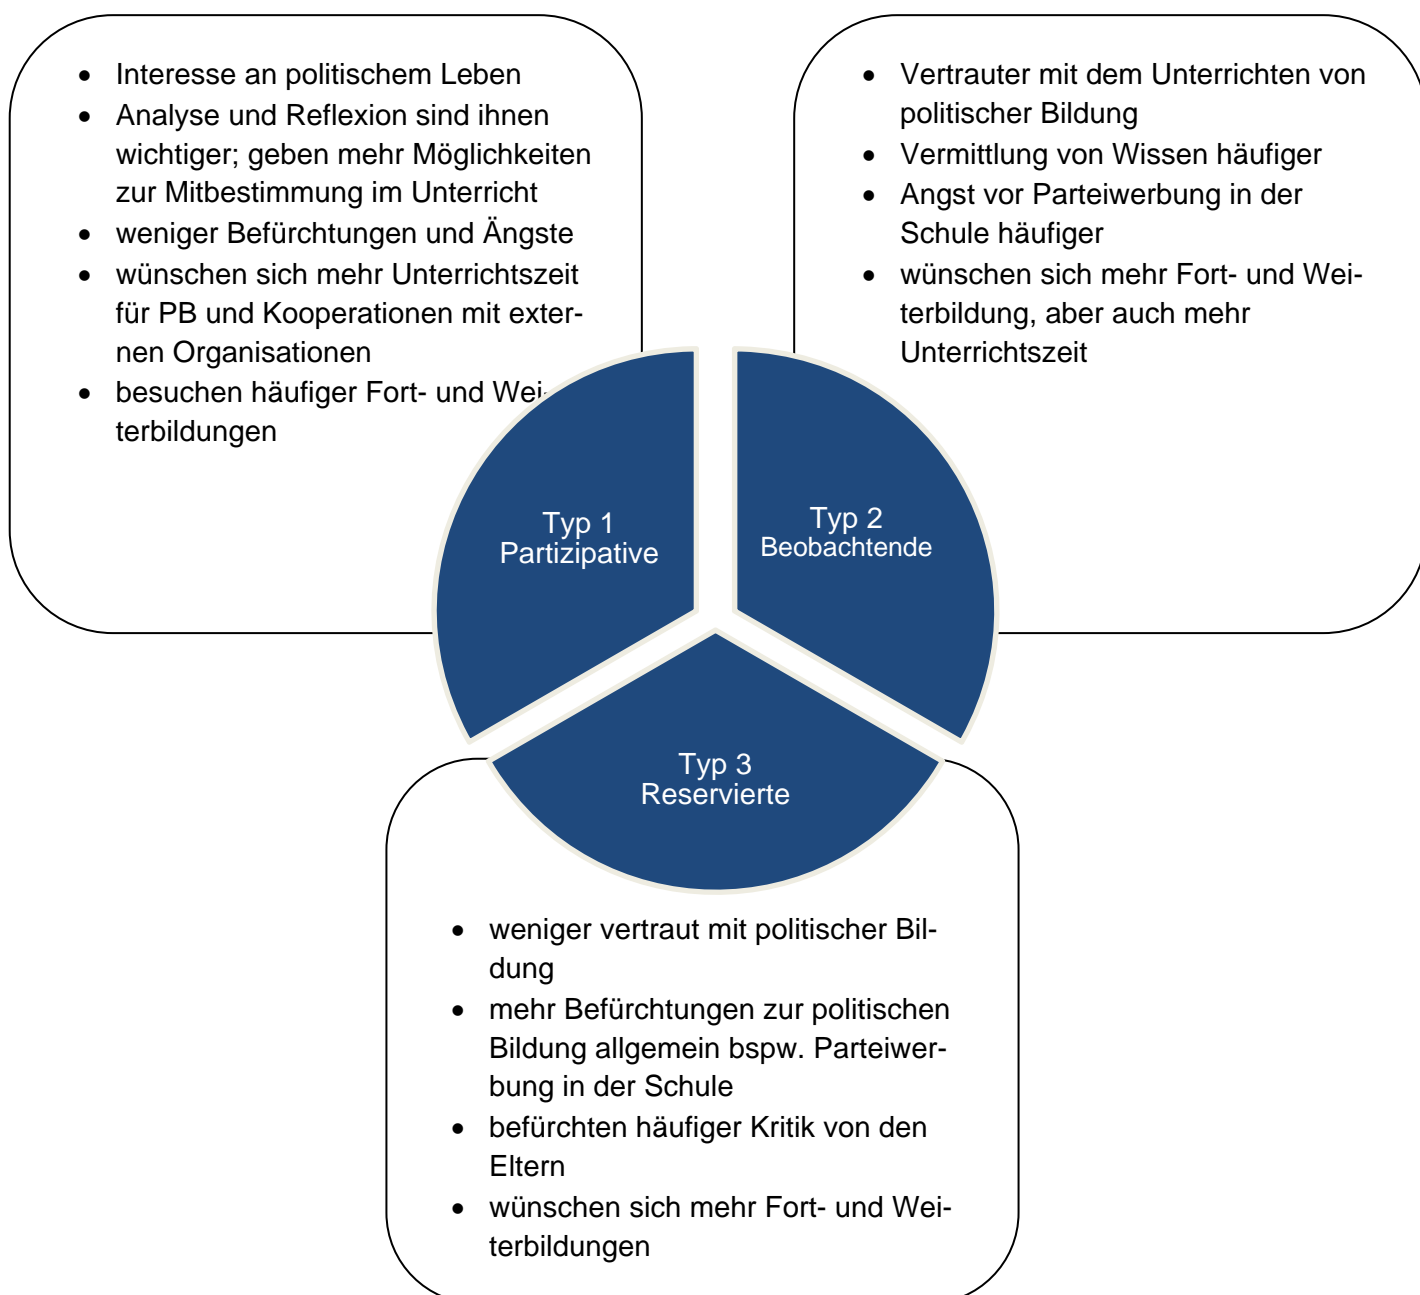 • Interesse an politischem Leben
• Analyse und Reflexion sind ihnen
wichtiger; geben mehr Möglichkeiten
zur Mitbestimmung im Unterricht
• weniger Befürchtungen und Ängste
• wünschen sich mehr Unterrichtszeit
für PB und Kooperationen mit exter-
nen Organisationen
• besuchen häufiger Fort- und Wei-
terbildungen
• Vertrauter mit dem Unterrichten von
politischer Bildung
• Vermittlung von Wissen häufiger
• Angst vor Parteiwerbung in der
Schule häufiger
• wünschen sich mehr Fort- und Wei-
terbildung, aber auch mehr
Unterrichtszeit
Typ 1
Partizipative
Typ 2
Beobachtende
Typ 3
Reservierte
• weniger vertraut mit politischer Bil-
dung
• mehr Befürchtungen zur politischen
Bildung allgemein bspw. Parteiwer-
bung in der Schule
• befürchten häufiger Kritik von den
Eltern
• wünschen sich mehr Fort- und Wei-
terbildungen